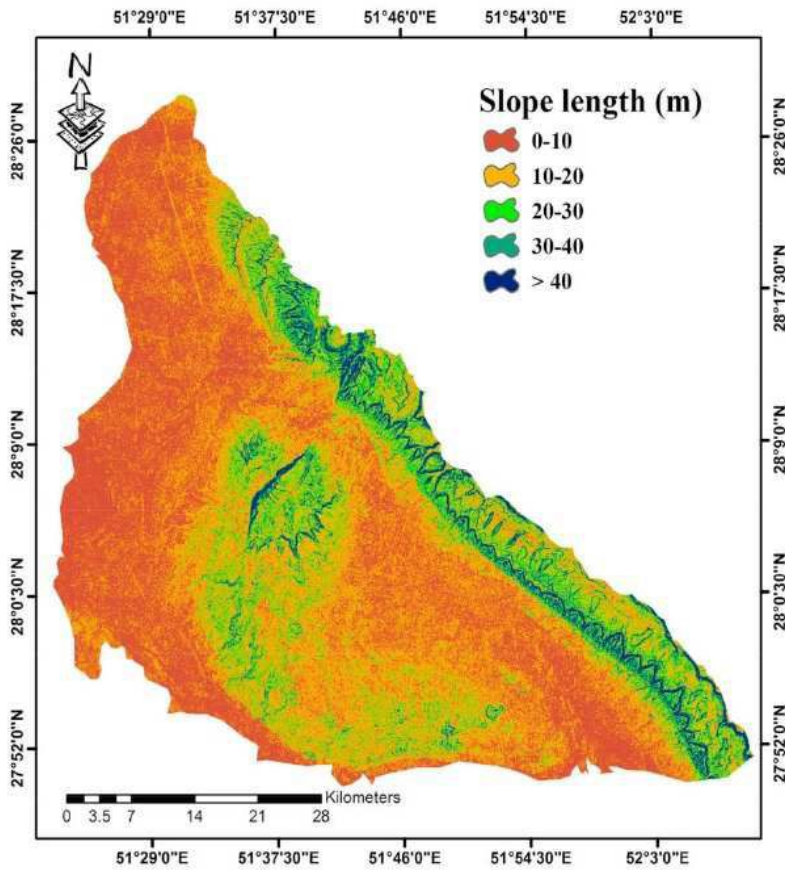 51°29'0"E 51°37'30"E 51°46'0"E 51°54'30"E 52°3'0"E
N
Slope length (m)
0-10
10-20
20-30
30-40
> 40
28°26'0"N 28°26'0"N
28°17'30"N 28°17'30"N
28°9'0"N 28°9'0"N
28°0'30"N 28°0'30"N
27°52'0"N 27°52'0"N
Kilometers
0 3.5 7 14 21 28
51°29'0"E 51°37'30"E 51°46'0"E 51°54'30"E 52°3'0"E